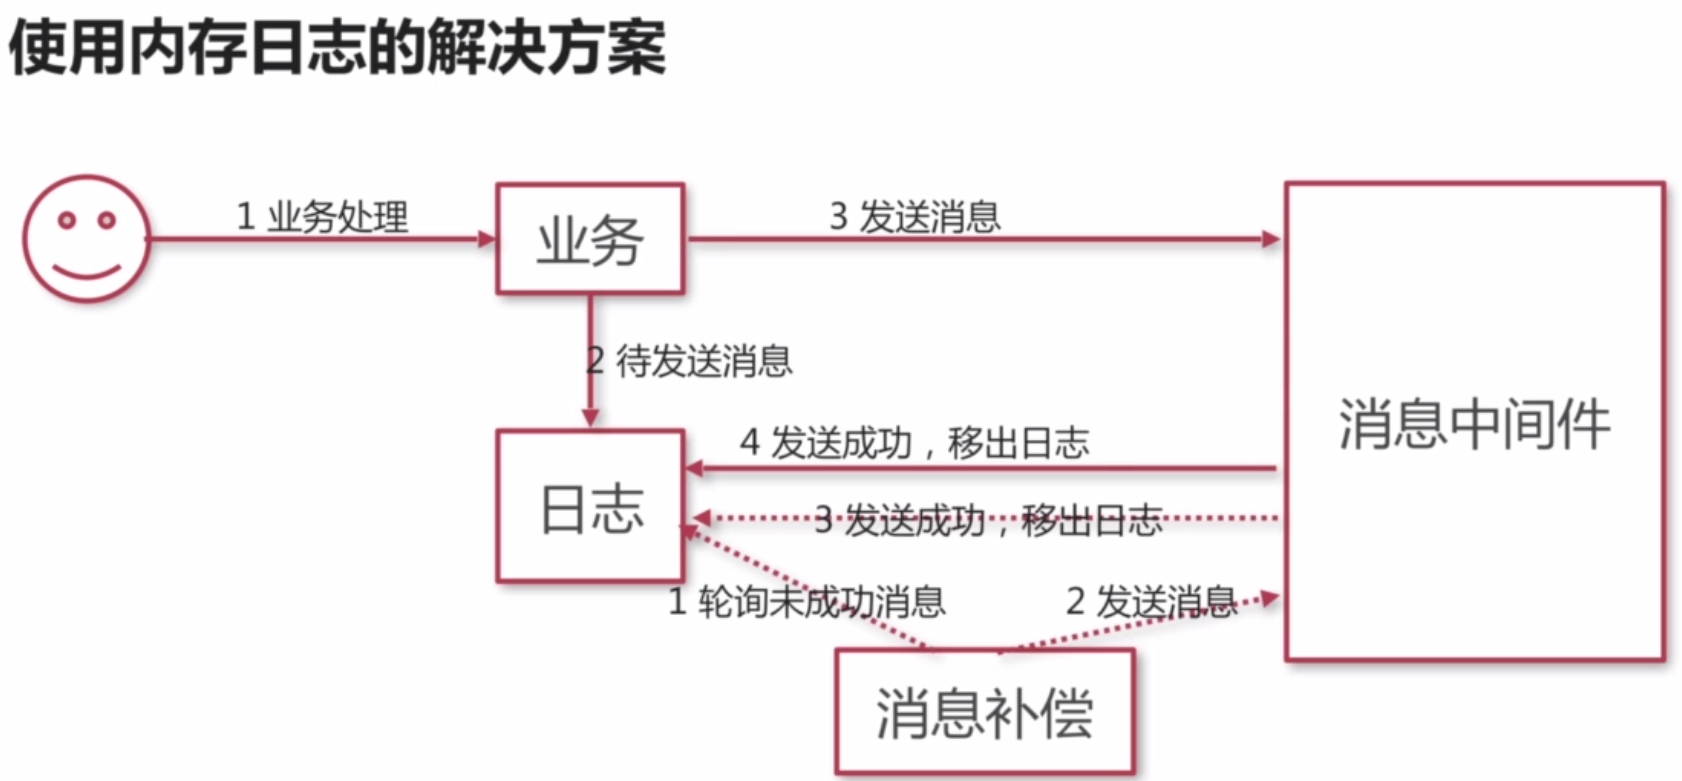 使用内存日志的解决方案
1 业务处理
业务
3 发送消息
2 待发送消息
消息中间件
4 发送成功，移出日志
日志
3 发送成功，移出日志
1 轮询未成功消息
2 发送消息
消息补偿